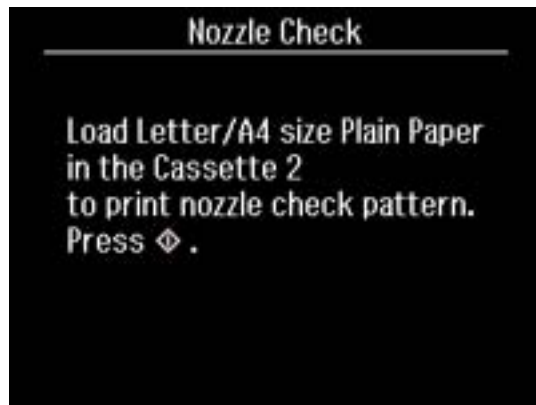 Nozzle Check
Load Letter/A4 size Plain Paper
in the Cassette 2
to print nozzle check pattern.
Press .